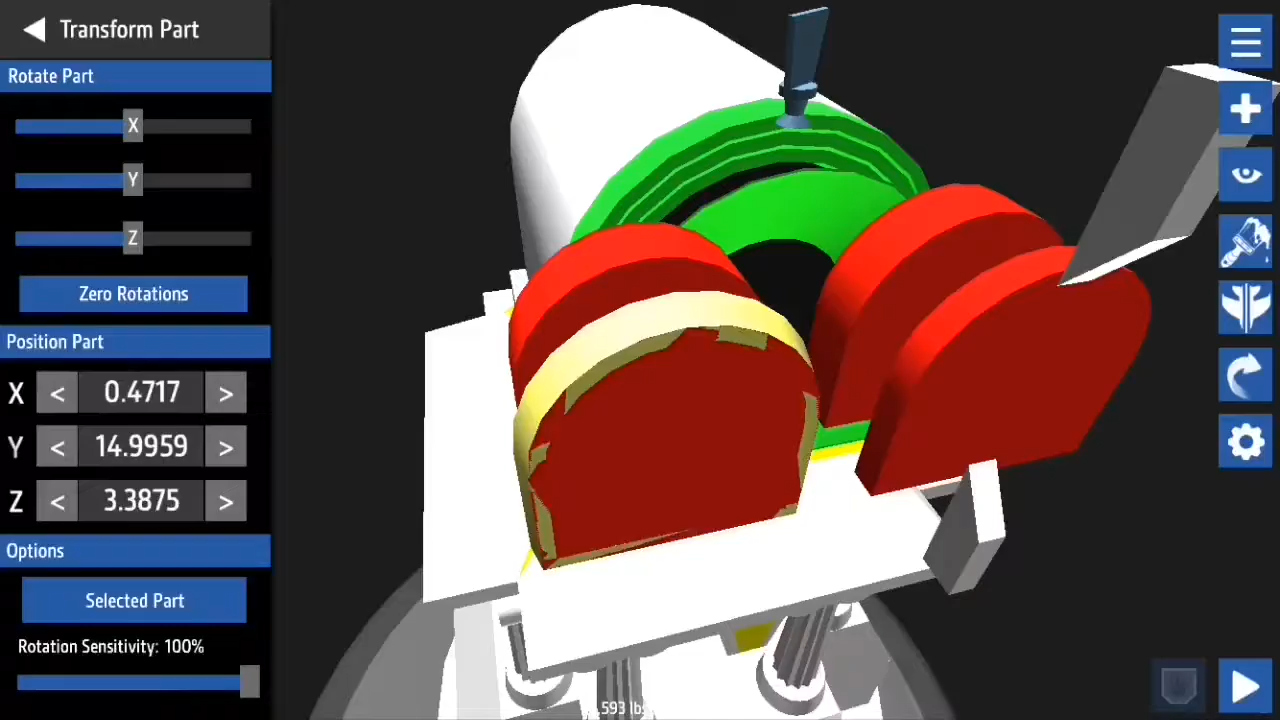 Transform Part
Rotate Part
X
Y
Z
Zero Rotations
Position Part
X < 0.4717 >
Y < 14.9959 >
Z < 3.3875 >
Options
Selected Part
Rotation Sensitivity: 100%